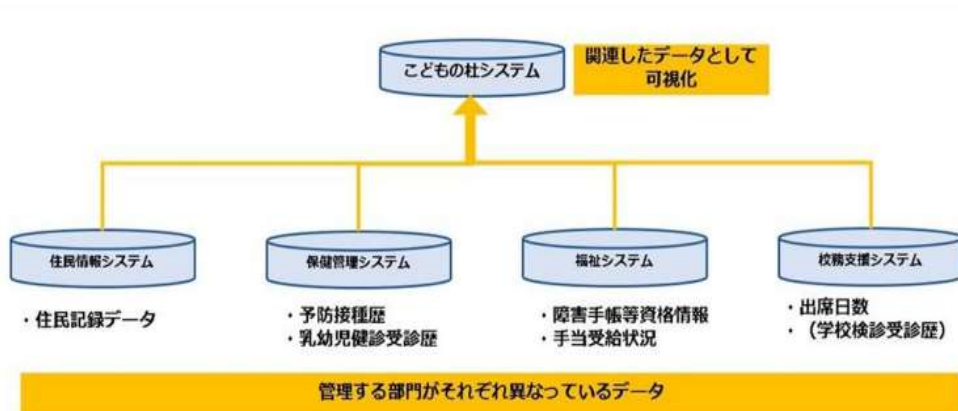 こどもの杜システム
関連したデータとして
可視化
住民情報システム
保健管理システム
福祉システム
校務支援システム
・住民記録データ
・予防接種歴
・乳幼児健診受診歴
・障害手帳等資格情報
・手当受給状況
・出席日数
・（学校検診受診歴）
管理する部門がそれぞれ異なっているデータ